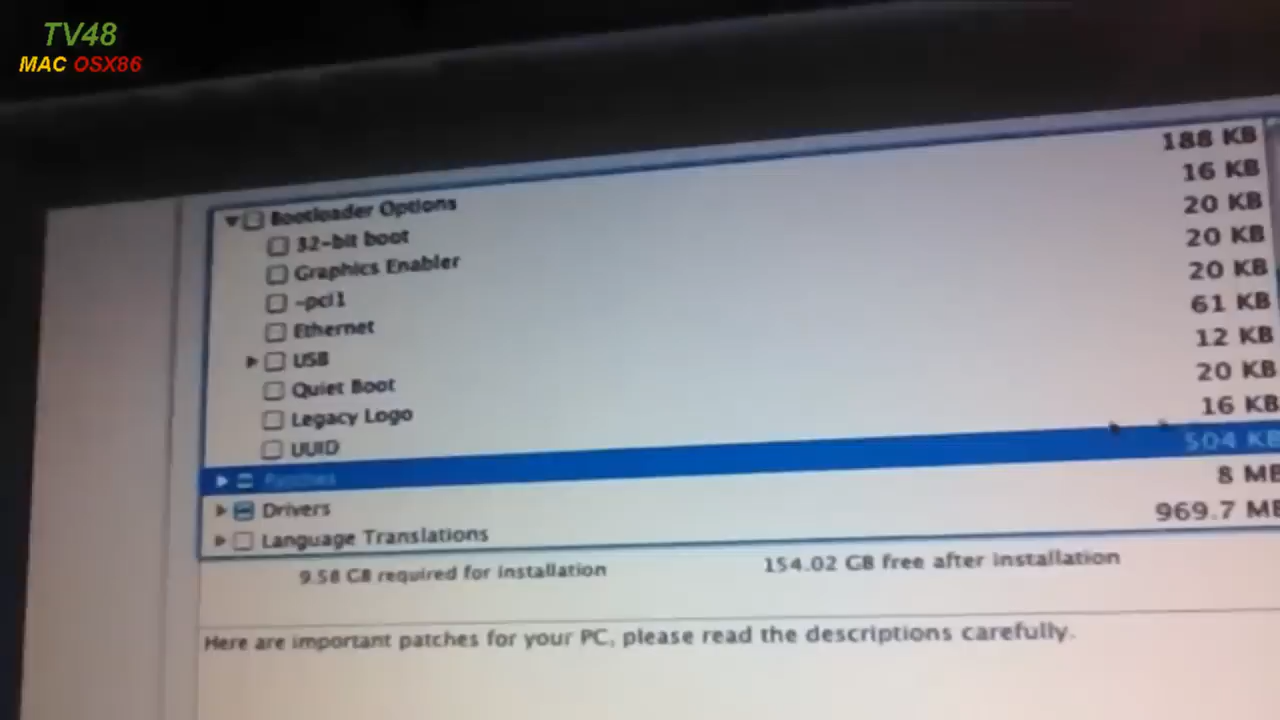 TV48
MAC OSX86
188 KB
Bootloader Options 16 KB
32-bit boot 20 KB
Graphics Enabler 20 KB
-pci1 20 KB
Ethernet 61 KB
USB 12 KB
Quiet Boot 20 KB
Legacy Logo 16 KB
UUID 504 KB
Patches 8 MB
Drivers 969.7 MB
Language Translations
9.58 GB required for installation 154.02 GB free after installation
Here are important patches for your PC, please read the descriptions carefully.